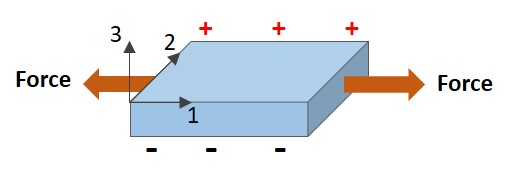 + + +
3
2
Force Force
1
- - -